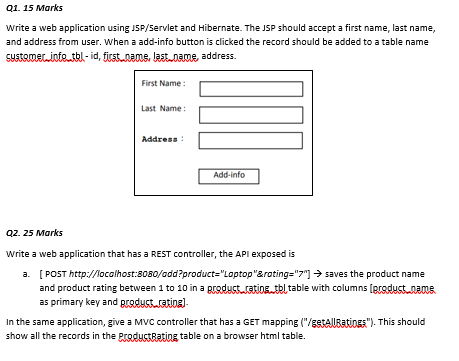 Q1. 15 Marks
Write a web application using JSP/Servlet and Hibernate. The JSP should accept a first name, last name,
and address from user. When a add-info button is clicked the record should be added to a table name
customer_info_tbl - id, first_name, last_name, address.
First Name :
Last Name :
Address :
Add-info
Q2. 25 Marks
Write a web application that has a REST controller, the API exposed is
a. [ POST http://localhost:8080/add?product="Laptop"&rating="7"] → saves the product name
and product rating between 1 to 10 in a product_rating_tbl table with columns [product_name
as primary key and product_rating].
In the same application, give a MVC controller that has a GET mapping ("/getAllRatings"). This should
show all the records in the ProductRating table on a browser html table.